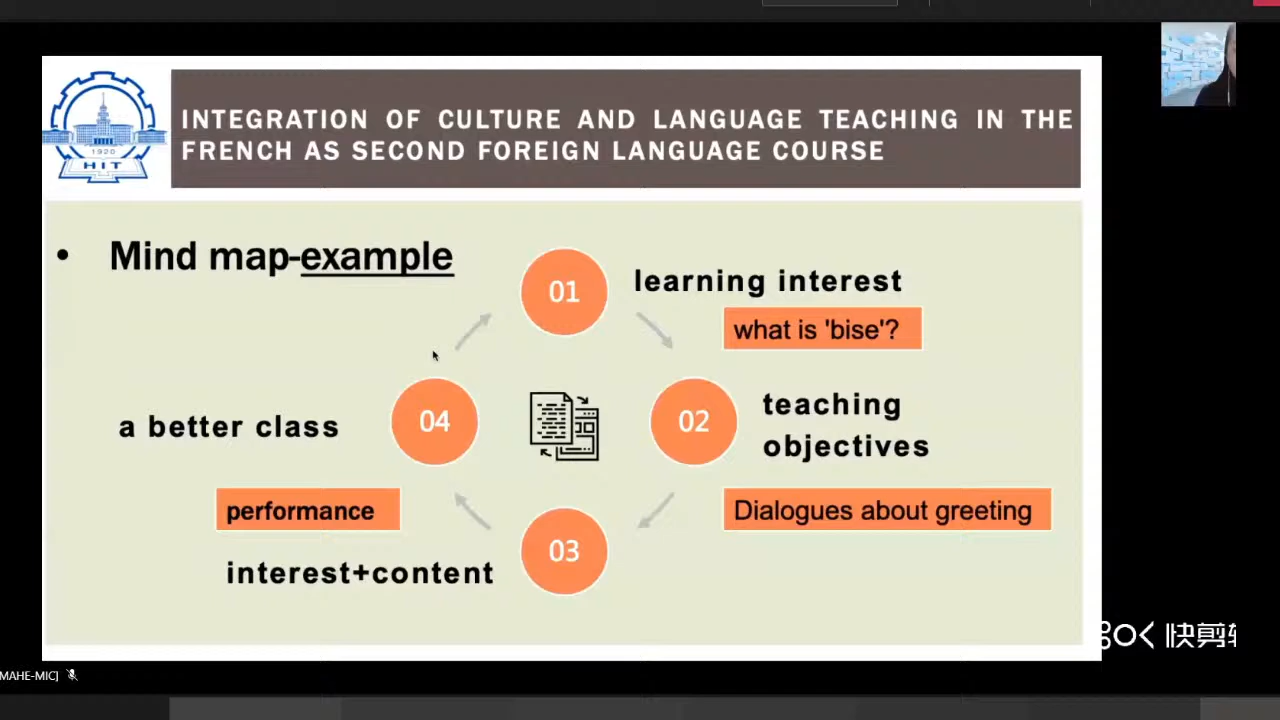 INTEGRATION OF CULTURE AND LANGUAGE TEACHING IN THE
FRENCH AS SECOND FOREIGN LANGUAGE COURSE
1920
HIT
• Mind map-example
01
learning interest
what is 'bise'?
02
teaching
objectives
Dialogues about greeting
03
interest+content
performance
04
a better class
快剪
MAHE-MIC]